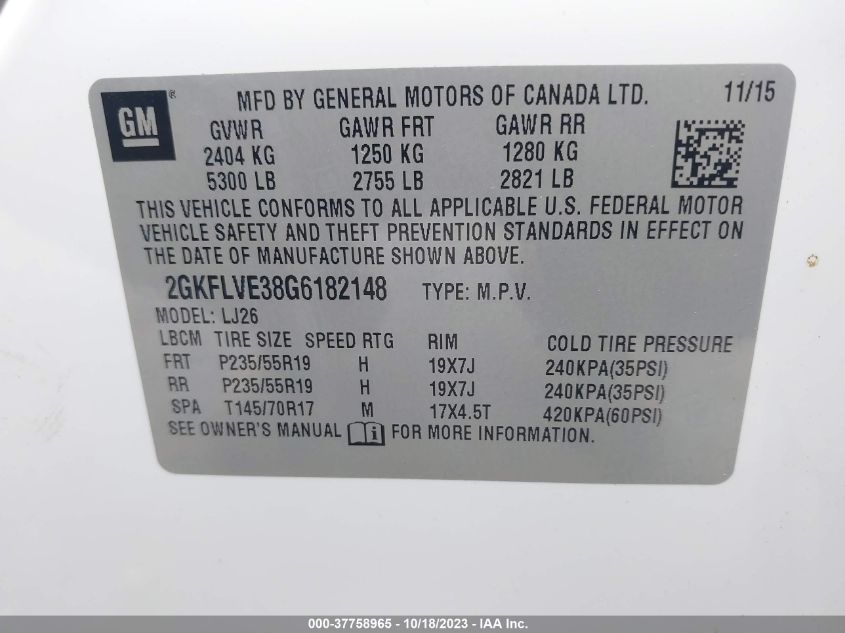 GM
®
MFD BY GENERAL MOTORS OF CANADA LTD. 11/15
GVWR GAWR FRT GAWR RR
2404 KG 1250 KG 1280 KG
5300 LB 2755 LB 2821 LB
THIS VEHICLE CONFORMS TO ALL APPLICABLE U.S. FEDERAL MOTOR
VEHICLE SAFETY AND THEFT PREVENTION STANDARDS IN EFFECT ON
THE DATE OF MANUFACTURE SHOWN ABOVE.
2GKFLVE38G6182148 TYPE: M.P.V.
MODEL: LJ26
LBCM TIRE SIZE SPEED RTG RIM COLD TIRE PRESSURE
FRT P235/55R19 H 19X7J 240KPA(35PSI)
RR P235/55R19 H 19X7J 240KPA(35PSI)
SPA T145/70R17 M 17X4.5T 420KPA(60PSI)
SEE OWNER'S MANUAL i FOR MORE INFORMATION.
000-37758965 - 10/18/2023 - IAAI Inc.